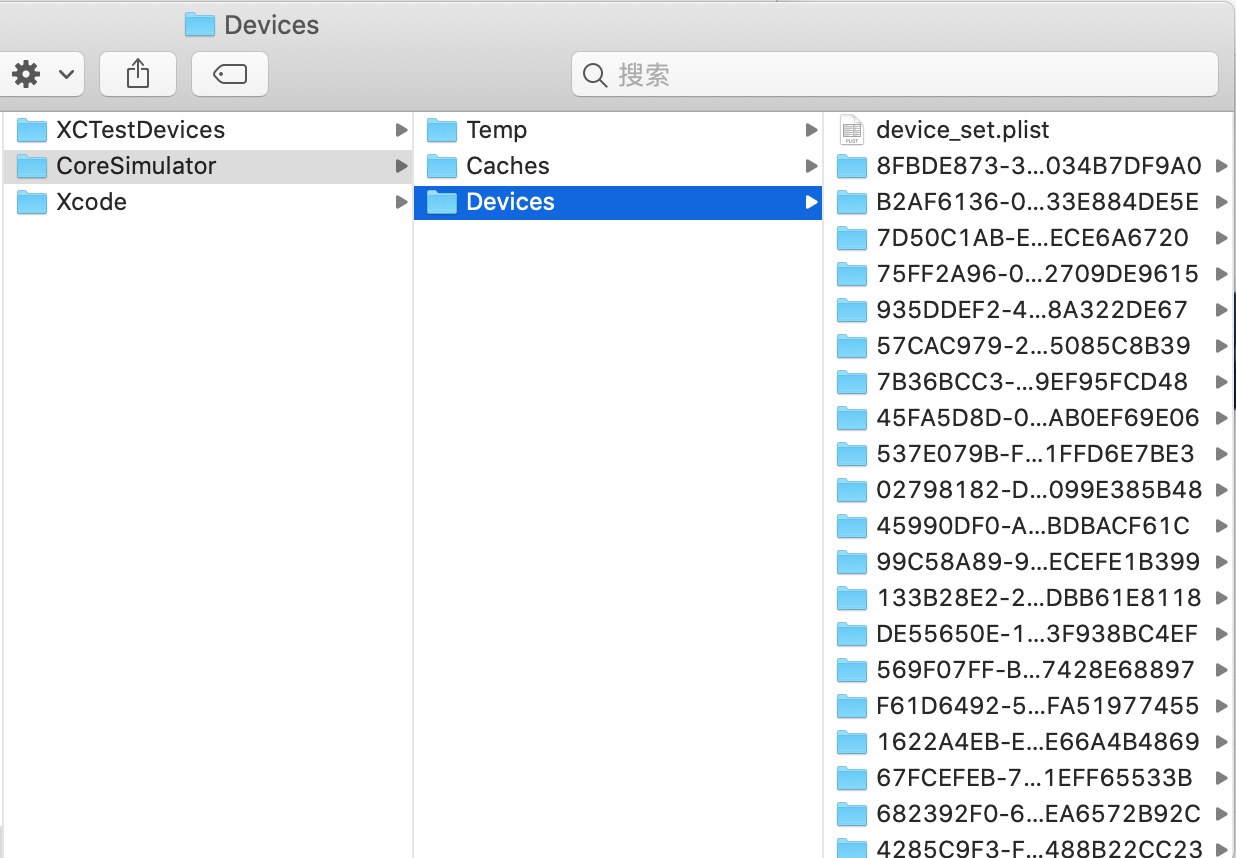 Devices
搜索
XCTestDevices
CoreSimulator
Xcode
Temp
Caches
Devices
device_set.plist
8FBDE873-3...034B7DF9A0
B2AF6136-0...33E884DE5E
7D50C1AB-E...ECE6A6720
75FF2A96-0...2709DE9615
935DDEF2-4...8A322DE67
57CAC979-2...5085C8B39
7B36BCC3-...9EF95FCD48
45FA5D8D-0...AB0EF69E06
537E079B-F...1FFD6E7BE3
02798182-D...099E385B48
45990DF0-A...BDBACF61C
99C58A89-9...ECEFE1B399
133B28E2-2...DBB61E8118
DE55650E-1...3F938BC4EF
569F07FF-B...7428E68897
F61D6492-5...FA51977455
1622A4EB-E...E66A4B4869
67FCEFEB-7...1EFF65533B
682392F0-6...EA6572B92C
4285C9F3-F...488B22CC23